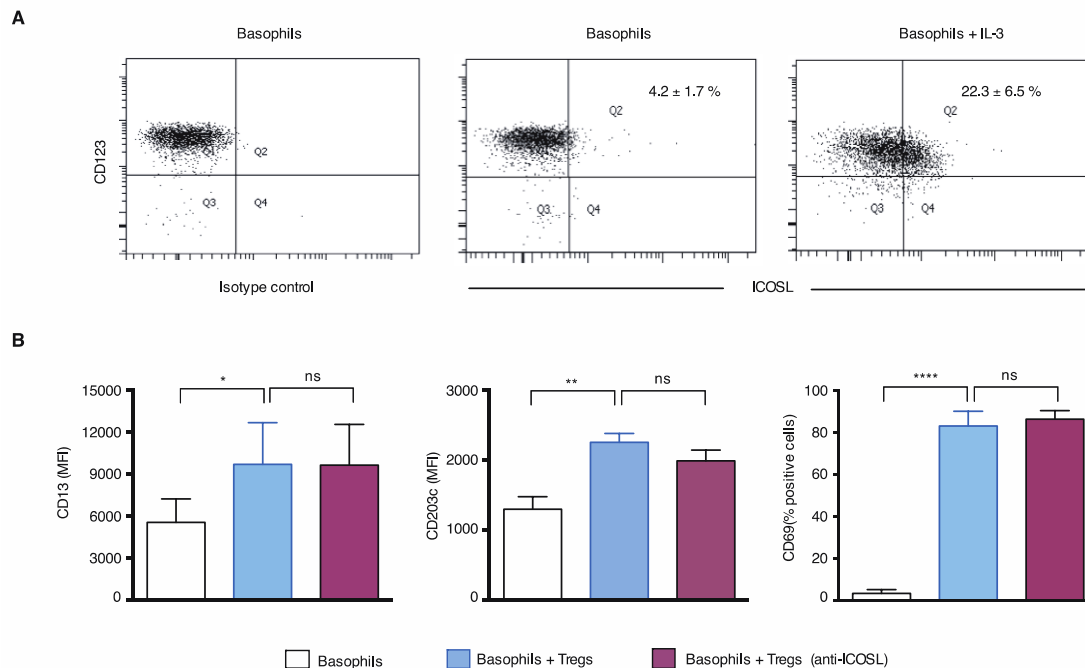 A
Basophils
Basophils
Basophils + IL-3
CD123
Q1
Q2
Q3
Q4
4.2 ± 1.7 %
Q2
Q3
Q4
22.3 ± 6.5 %
Q2
Q3
Q4
Isotype control
ICOSL
B
CD13 (MFI)
15000
12000
9000
6000
3000
0
*
ns
CD203c (MFI)
3000
2000
1000
0
**
ns
CD69(% positive cells)
100
80
60
40
20
0
****
ns
Basophils
Basophils + Tregs
Basophils + Tregs (anti-ICOSL)